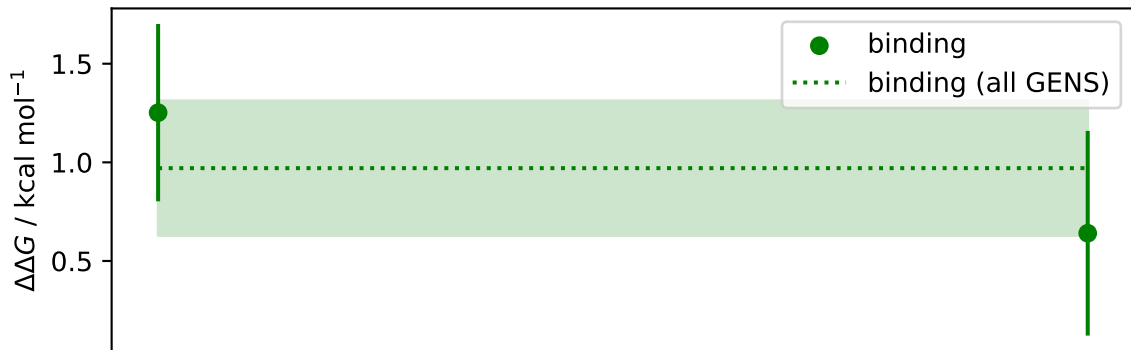 binding
binding (all GENS)
1.5
1.0
0.5
ΔΔG / kcal mol⁻¹